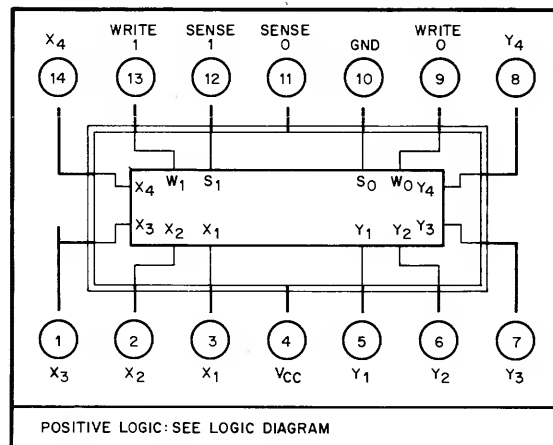 X4 WRITE 1 SENSE 1 SENSE 0 GND WRITE 0 Y4
14 13 12 11 10 9 8
X4 W1 S1 S0 W0 Y4
X3 X2 X1 Y1 Y2 Y3
1 2 3 4 5 6 7
X3 X2 X1 VCC Y1 Y2 Y3
POSITIVE LOGIC: SEE LOGIC DIAGRAM